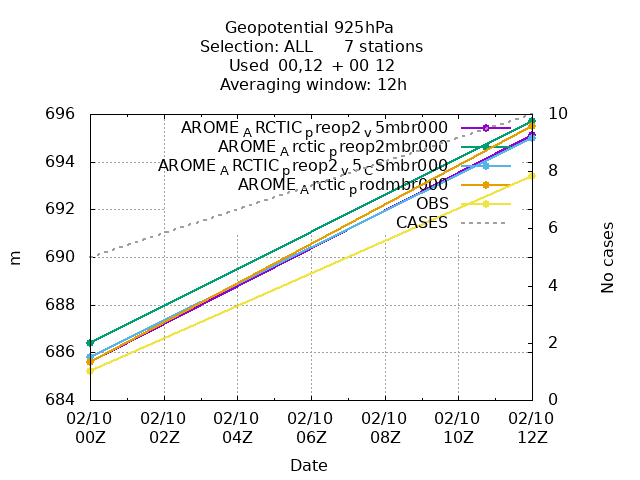 Geopotential 925hPa
Selection: ALL 7 stations
Used 00,12 + 00 12
Averaging window: 12h
696 10
AROME_ARCTIC_preop2_v5mbr000
AROME_Arctic_preop2mbr000
694
AROME_ARCTIC_preop2_v5_CSmbr000
8
AROME_Arctic_prodmbr000
OBS
692
CASES
6
690
m
No cases
688
4
686
2
684 0
02/10 02/10 02/10 02/10 02/10 02/10 02/10
00Z 02Z 04Z 06Z 08Z 10Z 12Z
Date